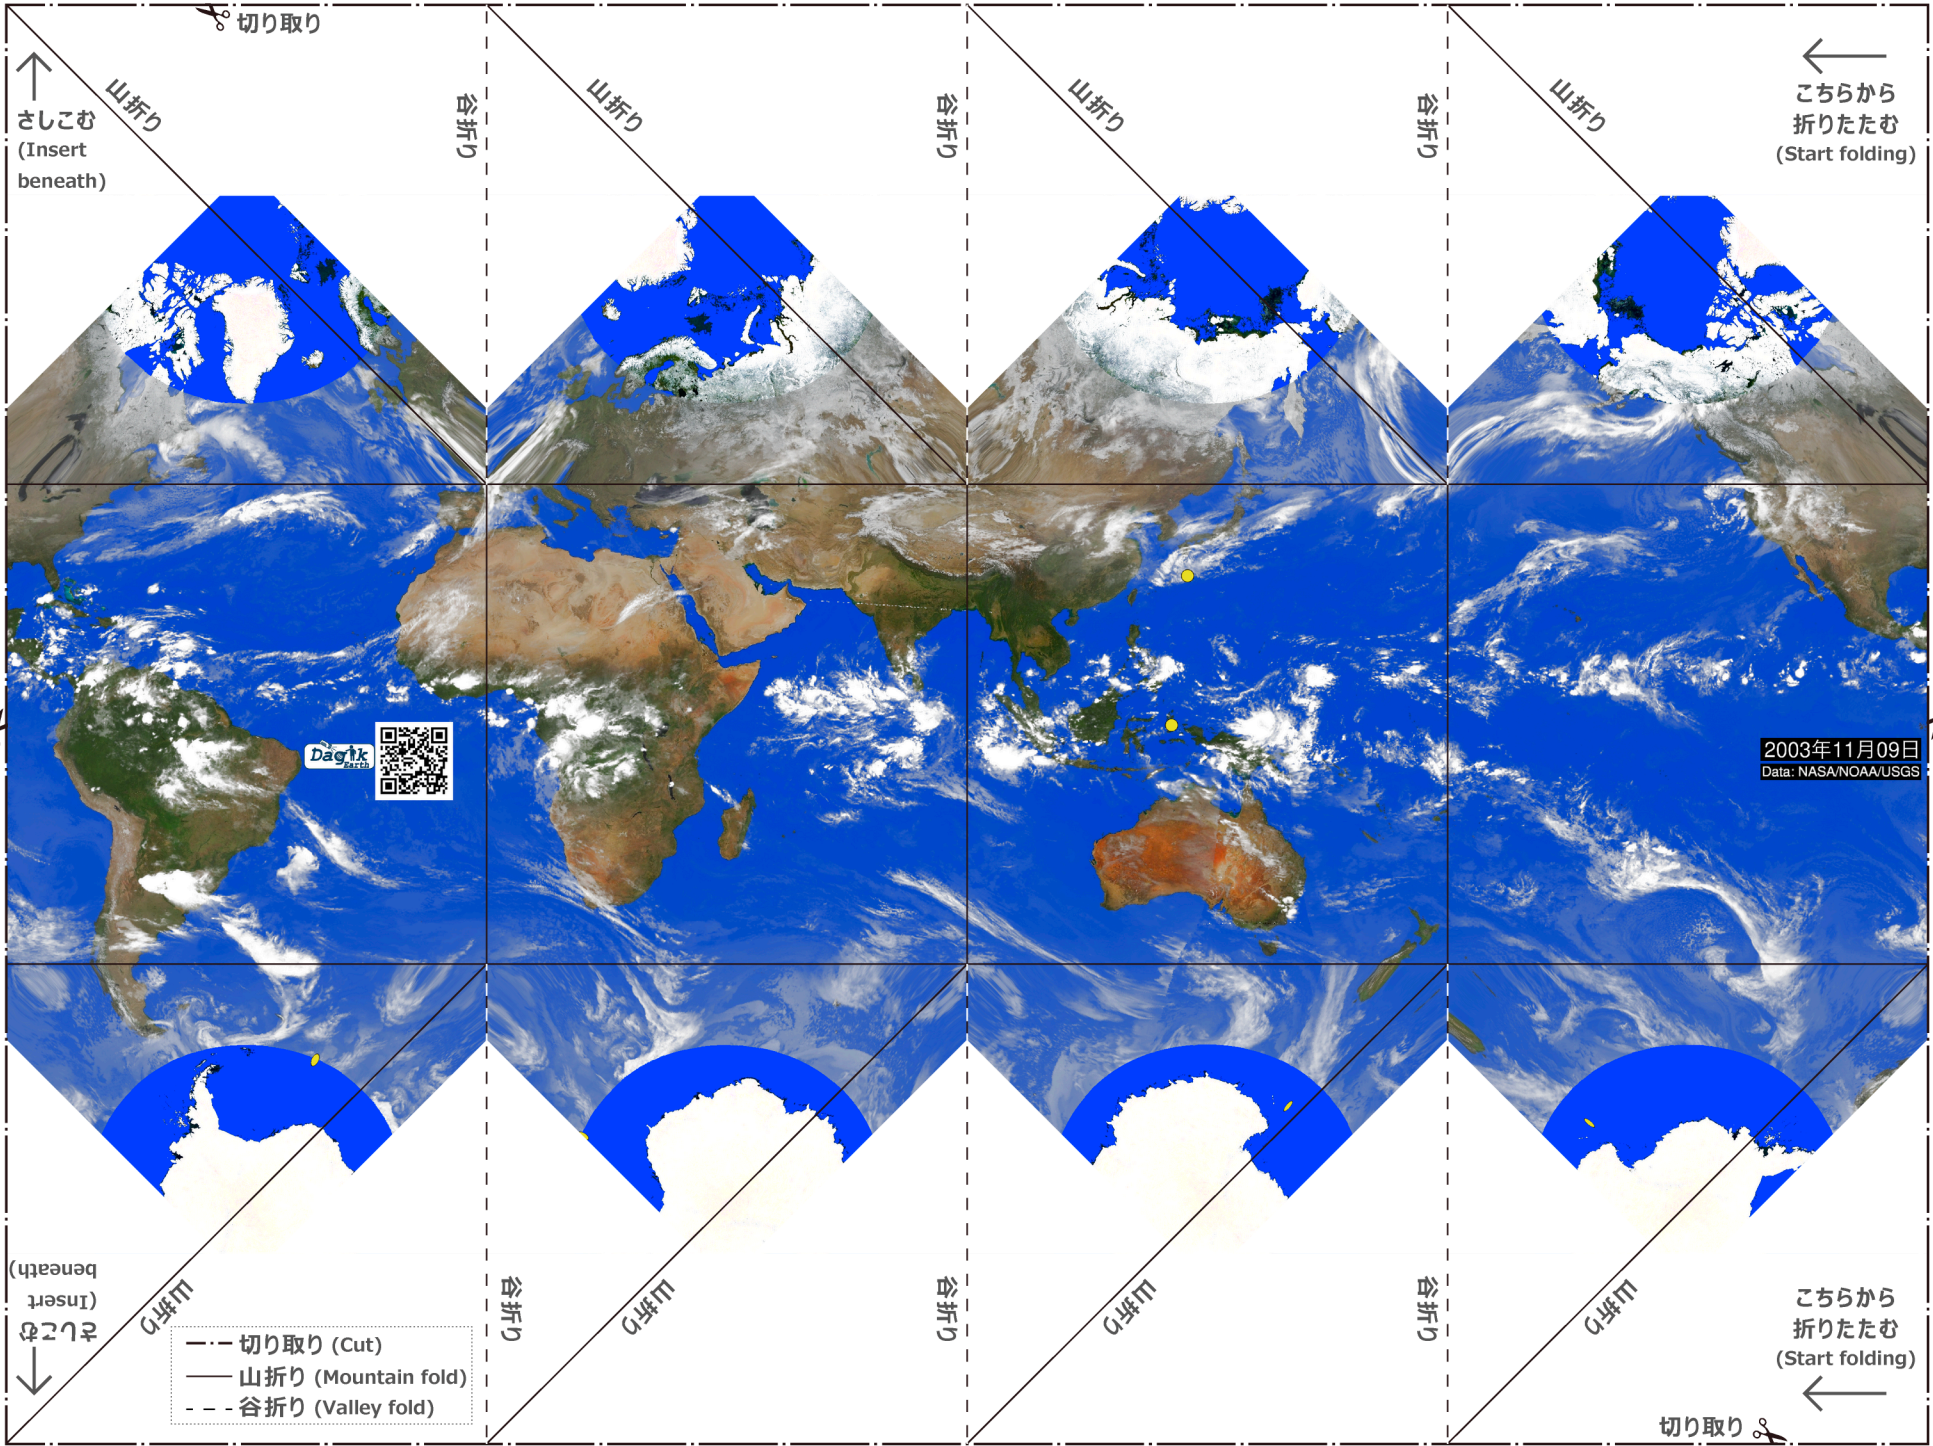 切り取り
山折り
谷折り
山折り
谷折り
山折り
谷折り
山折り
さしこむ
(Insert
beneath)
こちらから
折りたたむ
(Start folding)
Dagik
Earth
2003年11月09日
Data: NASA/NOAA/USGS
さしこむ
(Insert
beneath)
山折り
谷折り
山折り
谷折り
山折り
谷折り
山折り
こちらから
折りたたむ
(Start folding)
切り取り (Cut)
山折り (Mountain fold)
谷折り (Valley fold)
切り取り